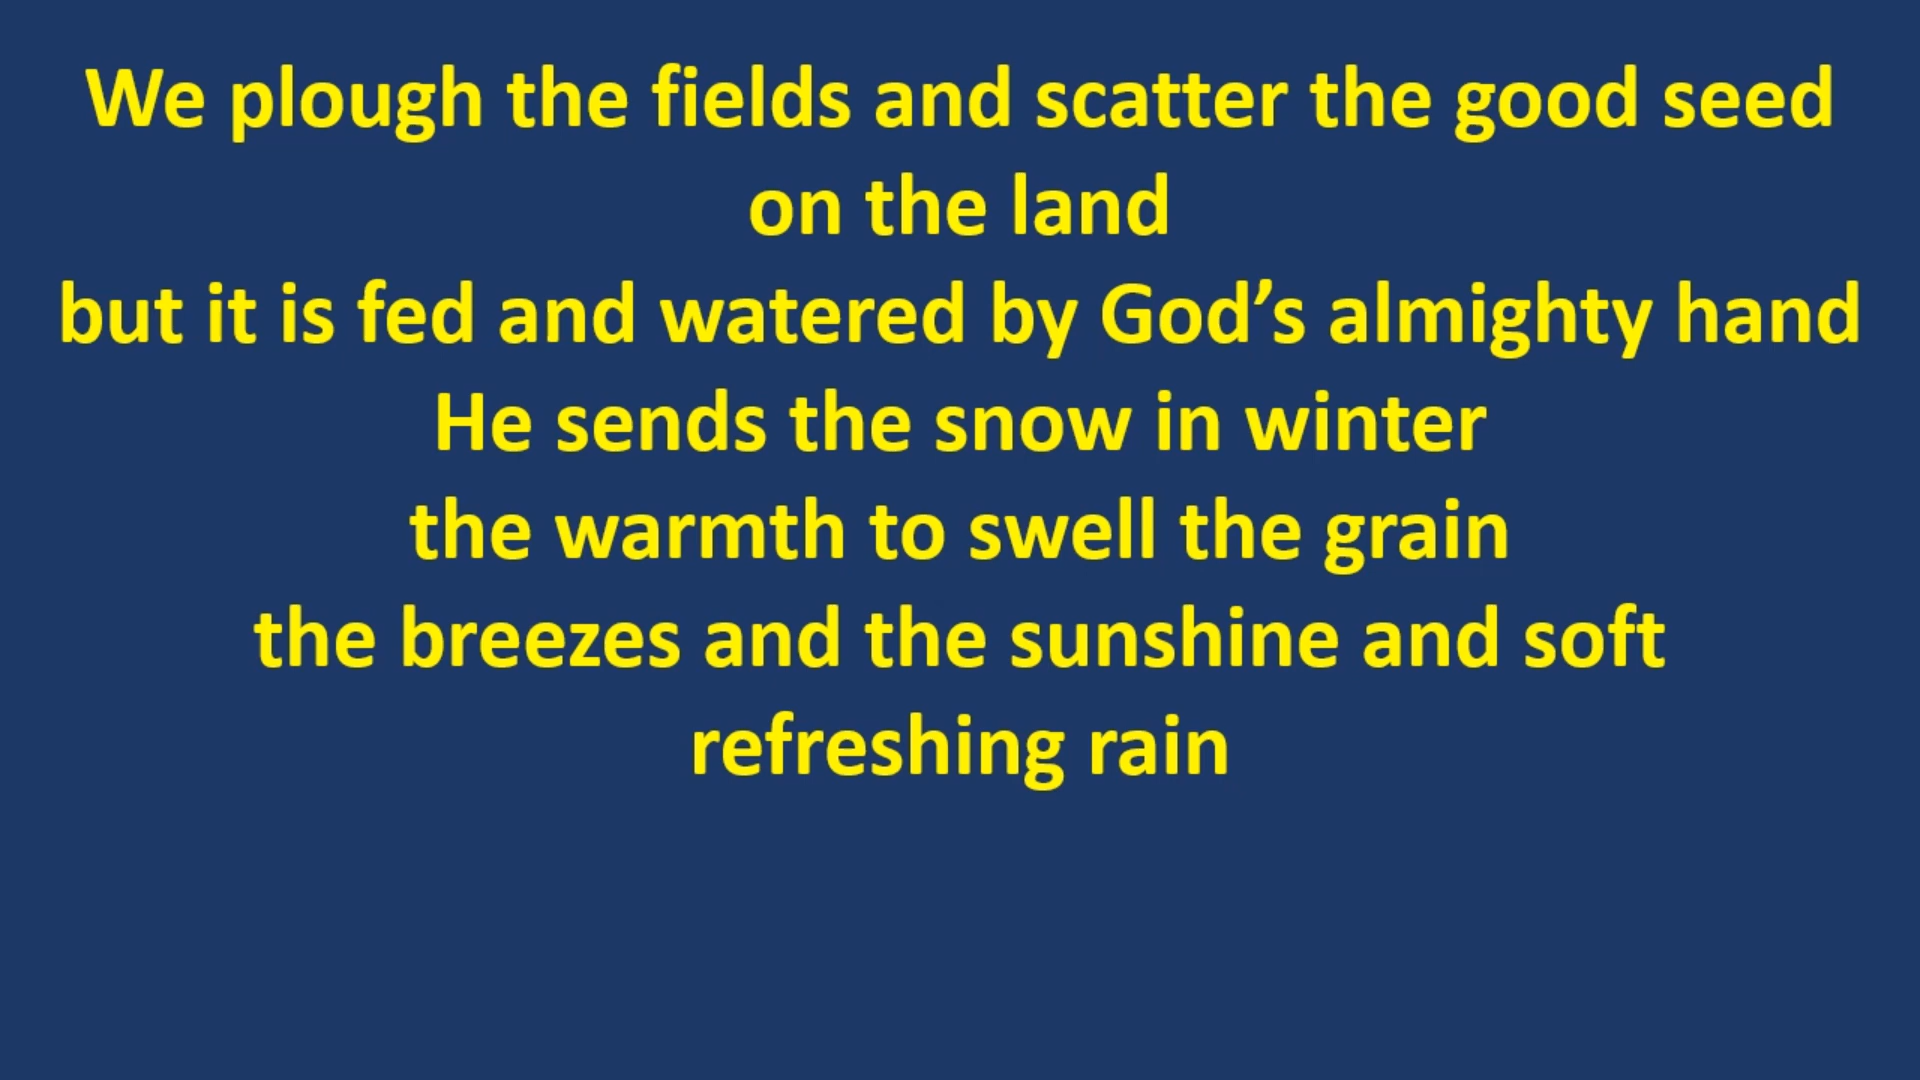 We plough the fields and scatter the good seed
on the land
but it is fed and watered by God’s almighty hand
He sends the snow in winter
the warmth to swell the grain
the breezes and the sunshine and soft
refreshing rain